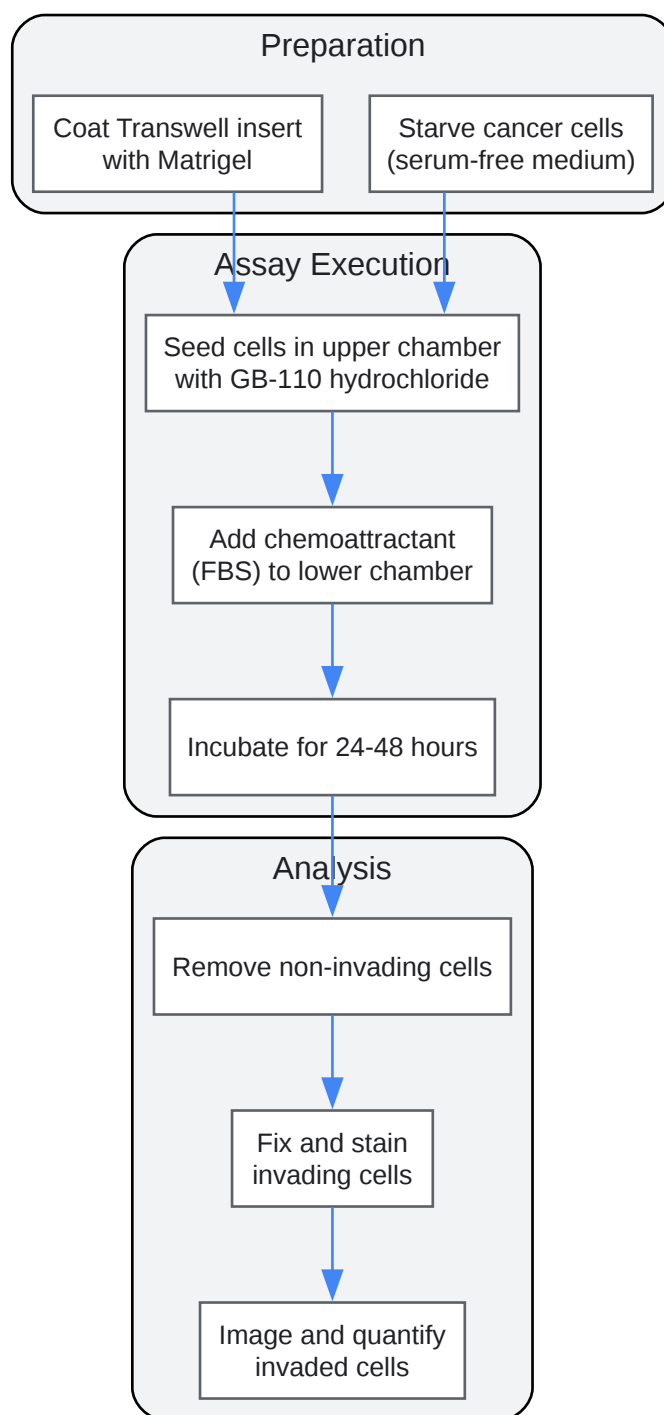 Preparation
Coat Transwell insert
with Matrigel
Starve cancer cells
(serum-free medium)
Assay Execution
Seed cells in upper chamber
with GB-110 hydrochloride
Add chemoattractant
(FBS) to lower chamber
Incubate for 24-48 hours
Analysis
Remove non-invading cells
Fix and stain
invading cells
Image and quantify
invaded cells